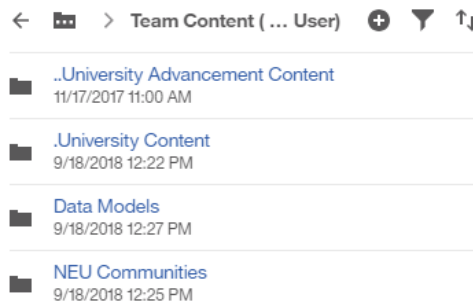 Team Content ( ... User)
..University Advancement Content
11/17/2017 11:00 AM
.University Content
9/18/2018 12:22 PM
Data Models
9/18/2018 12:27 PM
NEU Communities
9/18/2018 12:25 PM